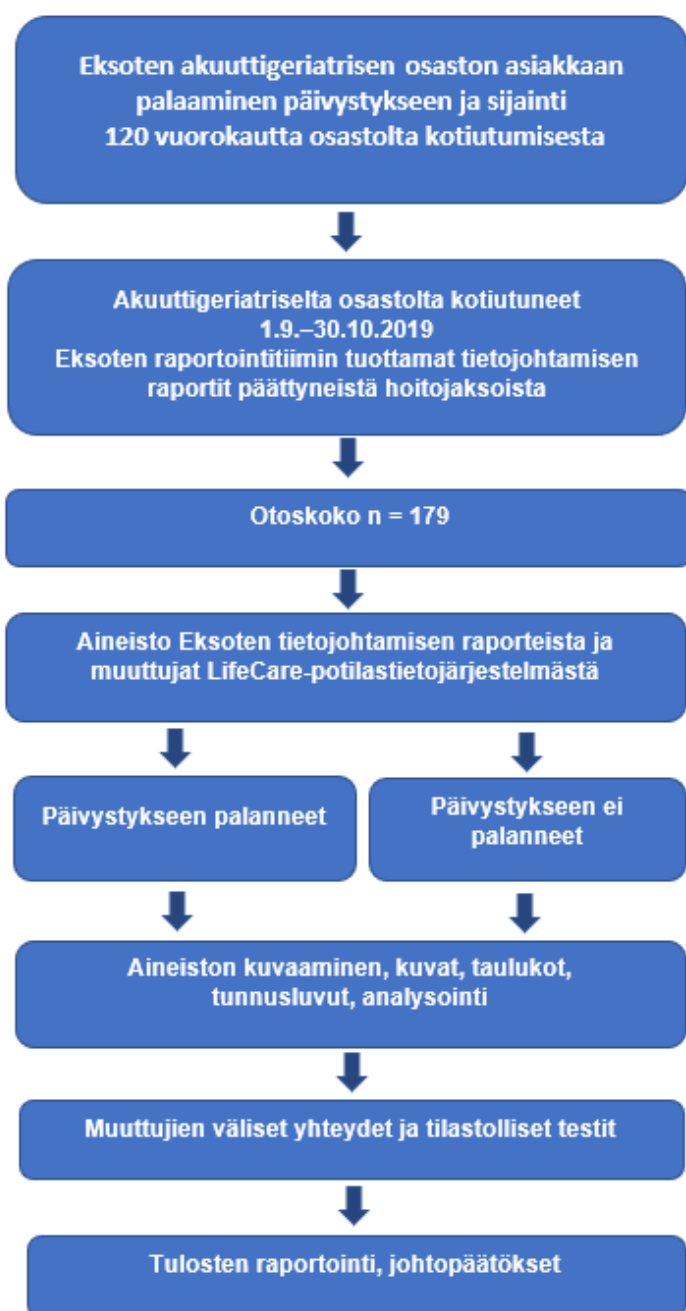 Eksoten akuuttigeriatrisen osaston asiakkaan
palaaminen päivystykseen ja sijainti
120 vuorokautta osastolta kotiutumisesta
Akuuttigeriatriselta osastolta kotiutuneet
1.9.–30.10.2019
Eksoten raportointitiimin tuottamat tietojohtamisen
raportit päättyneistä hoitojaksoista
Otoskoko n = 179
Aineisto Eksoten tietojohtamisen raporteista ja
muuttujat LifeCare-potilastietojärjestelmästä
Päivystykseen palanneet
Päivystykseen ei
palanneet
Aineiston kuvaaminen, kuvat, taulukot,
tunnusluvut, analysointi
Muuttujien väliset yhteydet ja tilastolliset testit
Tulosten raportointi, johtopäätökset